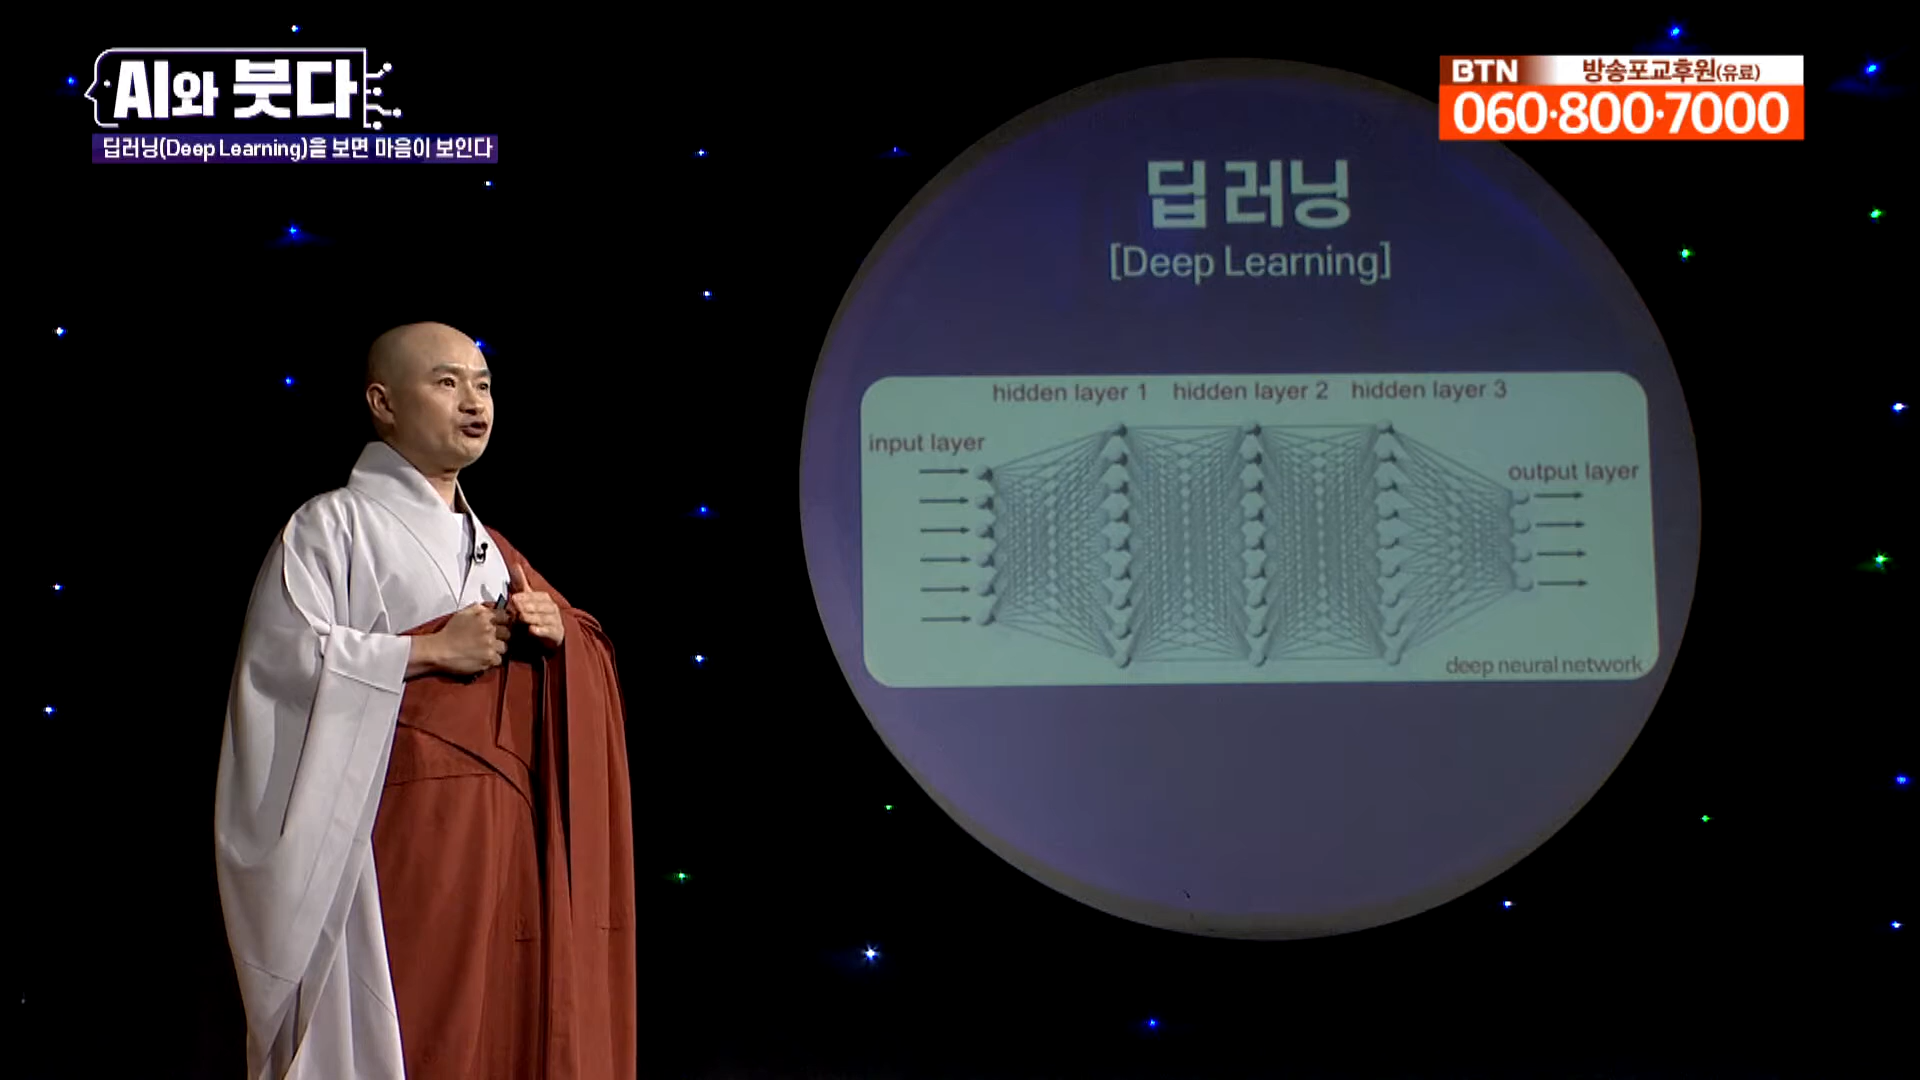 AI와 붓다
딥러닝(Deep Learning)을 보면 마음이 보인다
BTN 방송포교후원(유료)
060·800·7000
딥 러닝
[Deep Learning]
hidden layer 1 hidden layer 2 hidden layer 3
input layer
output layer
deep neural network